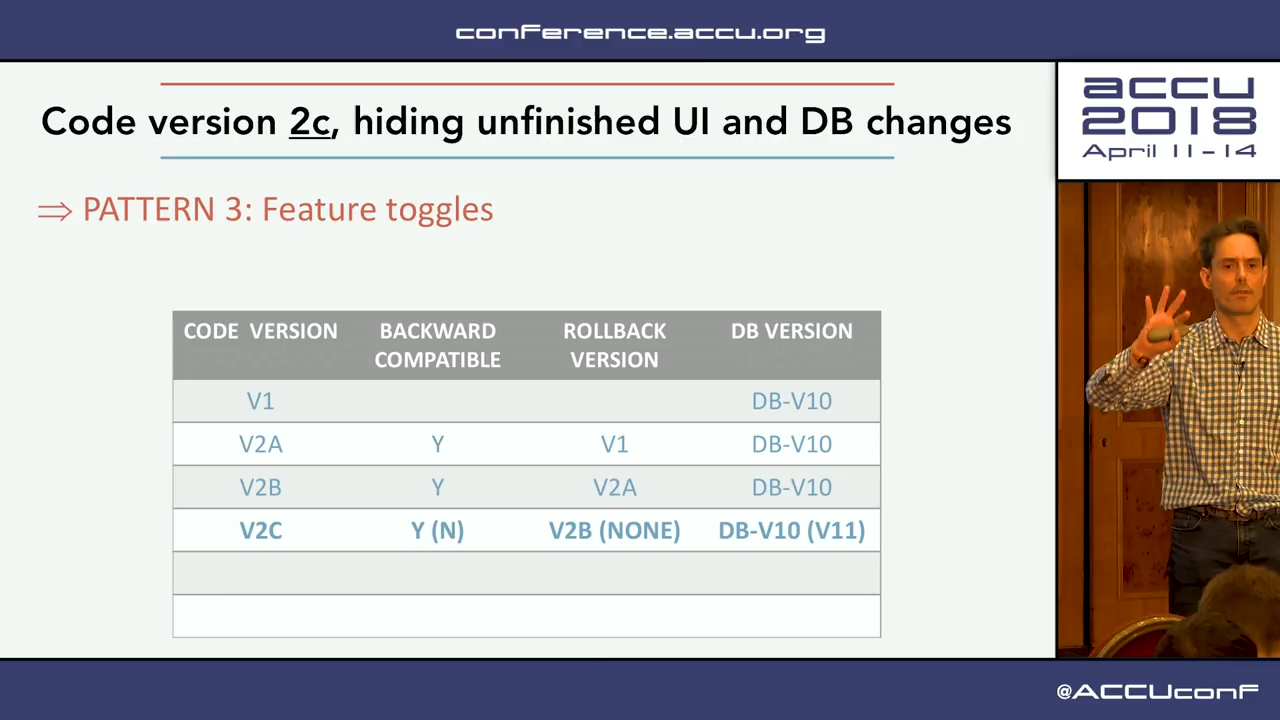 conference.accu.org
Code version 2c, hiding unfinished UI and DB changes
⇒ PATTERN 3: Feature toggles
CODE VERSION BACKWARD COMPATIBLE ROLLBACK VERSION DB VERSION
V1 DB-V10
V2A Y V1 DB-V10
V2B Y V2A DB-V10
V2C Y (N) V2B (NONE) DB-V10 (V11)
accu
2018
April 11-14
@ACCUconf